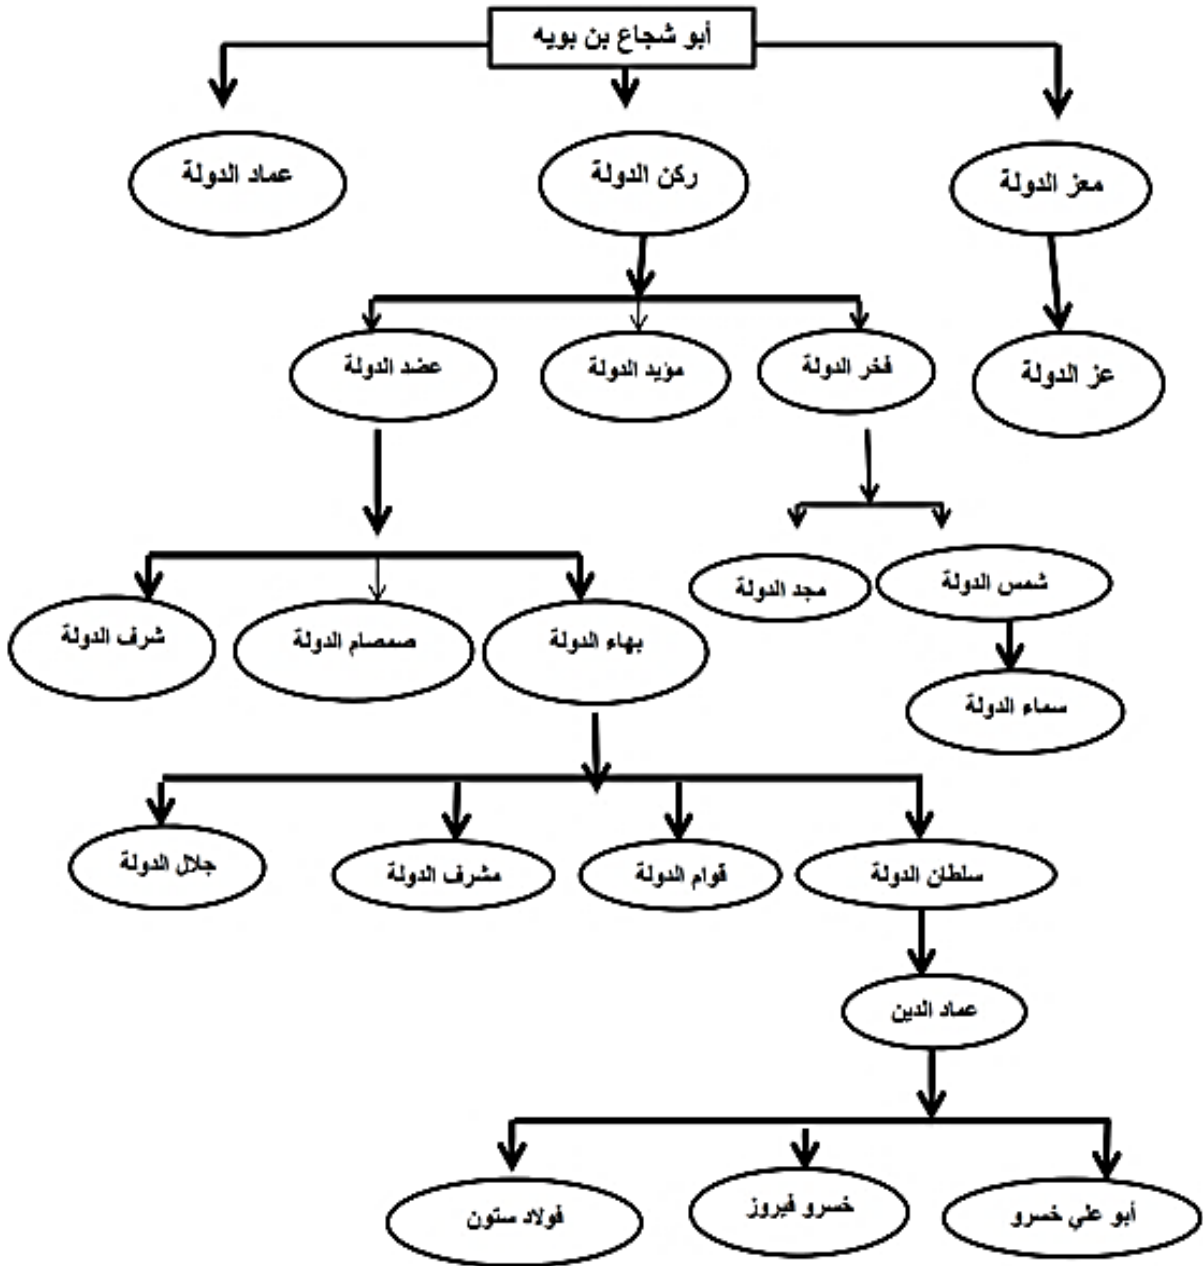 أبو شجاع بن بويه
معز الدولة
ركن الدولة
عماد الدولة
عز الدولة
فخر الدولة
مؤيد الدولة
عضد الدولة
شمس الدولة
مجد الدولة
بهاء الدولة
صمصام الدولة
شرف الدولة
سماء الدولة
سلطان الدولة
قوام الدولة
مشرف الدولة
جلال الدولة
عماد الدين
أبو علي خسرو
خسرو فيروز
فولاد ستون